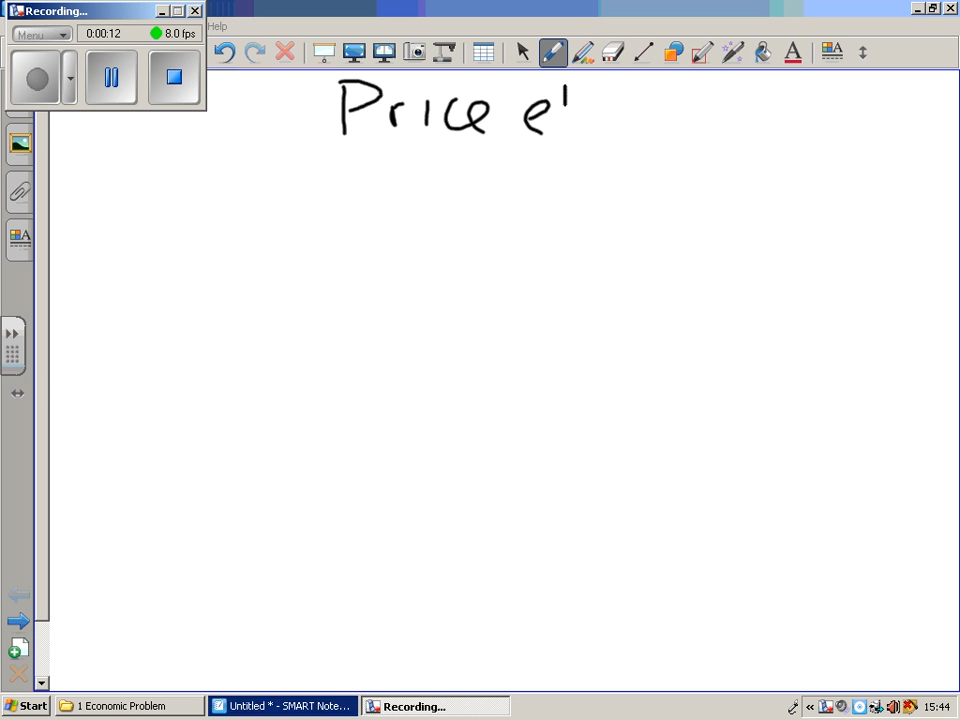 Recording...
Help
Menu
0:00:12
8.0 fps
Price el
Start
1 Economic Problem
Untitled * - SMART Note...
Recording...
15:44